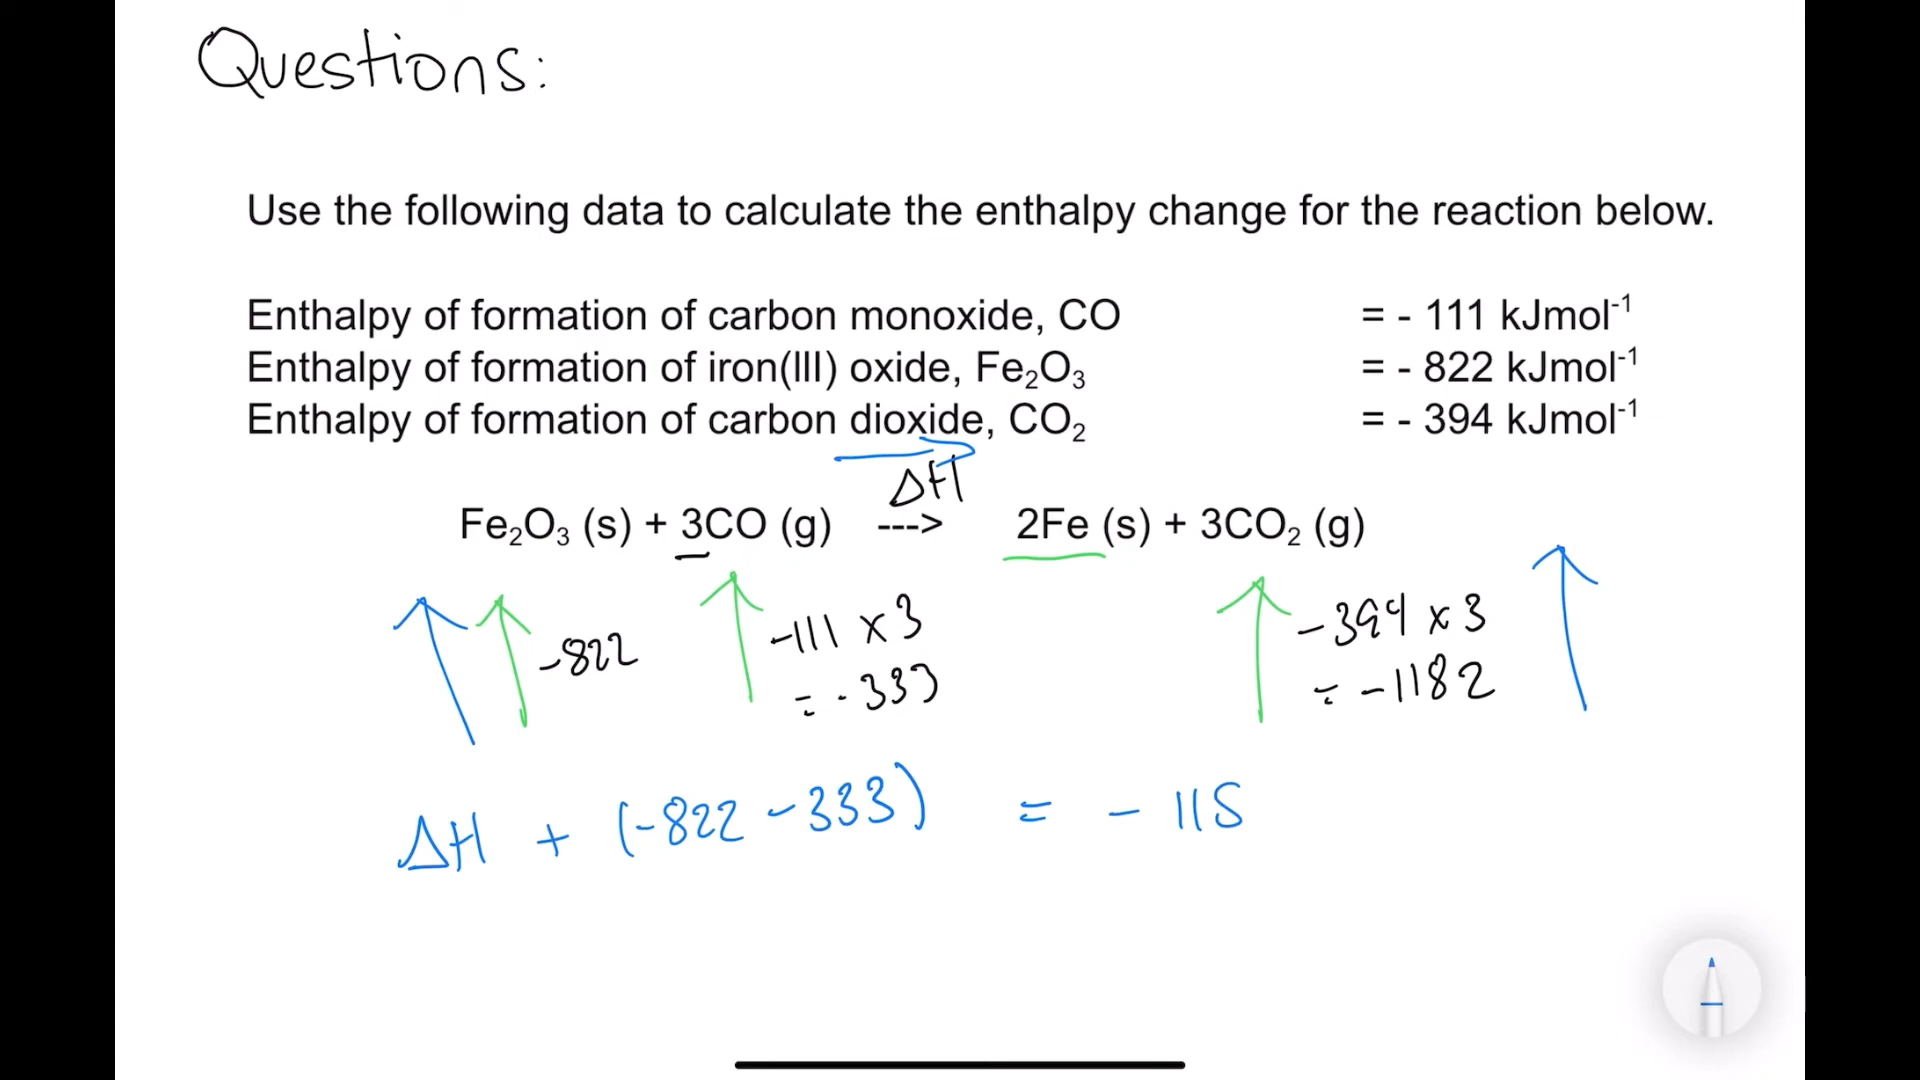 Questions:
Use the following data to calculate the enthalpy change for the reaction below.
Enthalpy of formation of carbon monoxide, CO = - 111 kJmol⁻¹
Enthalpy of formation of iron(III) oxide, Fe₂O₃ = - 822 kJmol⁻¹
Enthalpy of formation of carbon dioxide, CO₂ = - 394 kJmol⁻¹
ΔH
Fe₂O₃ (s) + 3CO (g) ---> 2Fe (s) + 3CO₂ (g)
-822 -111 x 3 -394 x 3
= -333 = -1182
ΔH + (-822 -333) = - 115